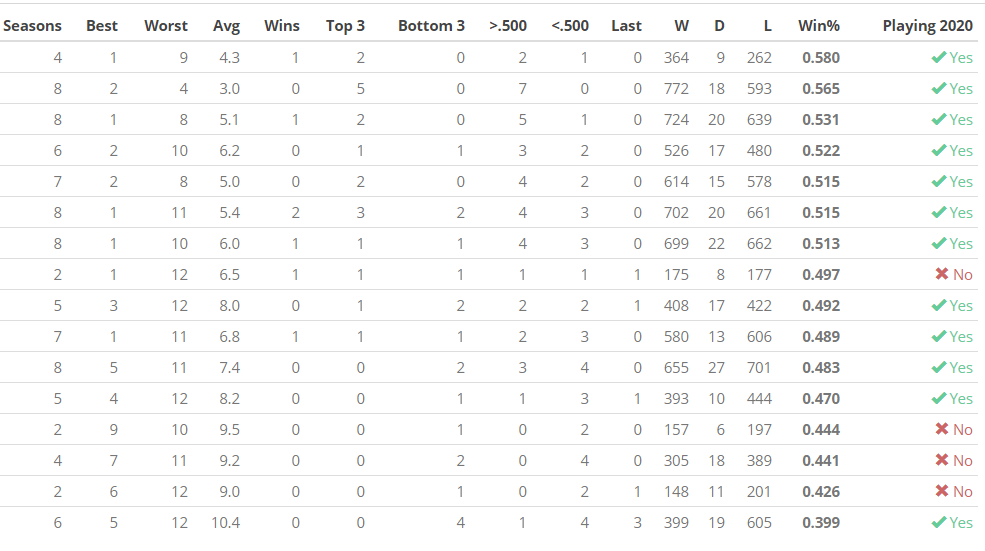 Seasons Best Worst Avg Wins Top 3 Bottom 3 >.500 <.500 Last W D L Win% Playing 2020
4 1 9 4.3 1 2 0 2 1 0 364 9 262 0.580 Yes
8 2 4 3.0 0 5 0 7 0 0 772 18 593 0.565 Yes
8 1 8 5.1 1 2 0 5 1 0 724 20 639 0.531 Yes
6 2 10 6.2 0 1 1 3 2 0 526 17 480 0.522 Yes
7 2 8 5.0 0 2 0 4 2 0 614 15 578 0.515 Yes
8 1 11 5.4 2 3 2 4 3 0 702 20 661 0.515 Yes
8 1 10 6.0 1 1 1 4 3 0 699 22 662 0.513 Yes
2 1 12 6.5 1 1 1 1 1 1 175 8 177 0.497 No
5 3 12 8.0 0 1 2 2 2 1 408 17 422 0.492 Yes
7 1 11 6.8 1 1 1 2 3 0 580 13 606 0.489 Yes
8 5 11 7.4 0 0 2 3 4 0 655 27 701 0.483 Yes
5 4 12 8.2 0 0 1 1 3 1 393 10 444 0.470 Yes
2 9 10 9.5 0 0 1 0 2 0 157 6 197 0.444 No
4 7 11 9.2 0 0 2 0 4 0 305 18 389 0.441 No
2 6 12 9.0 0 0 1 0 2 1 148 11 201 0.426 No
6 5 12 10.4 0 0 4 1 4 3 399 19 605 0.399 Yes